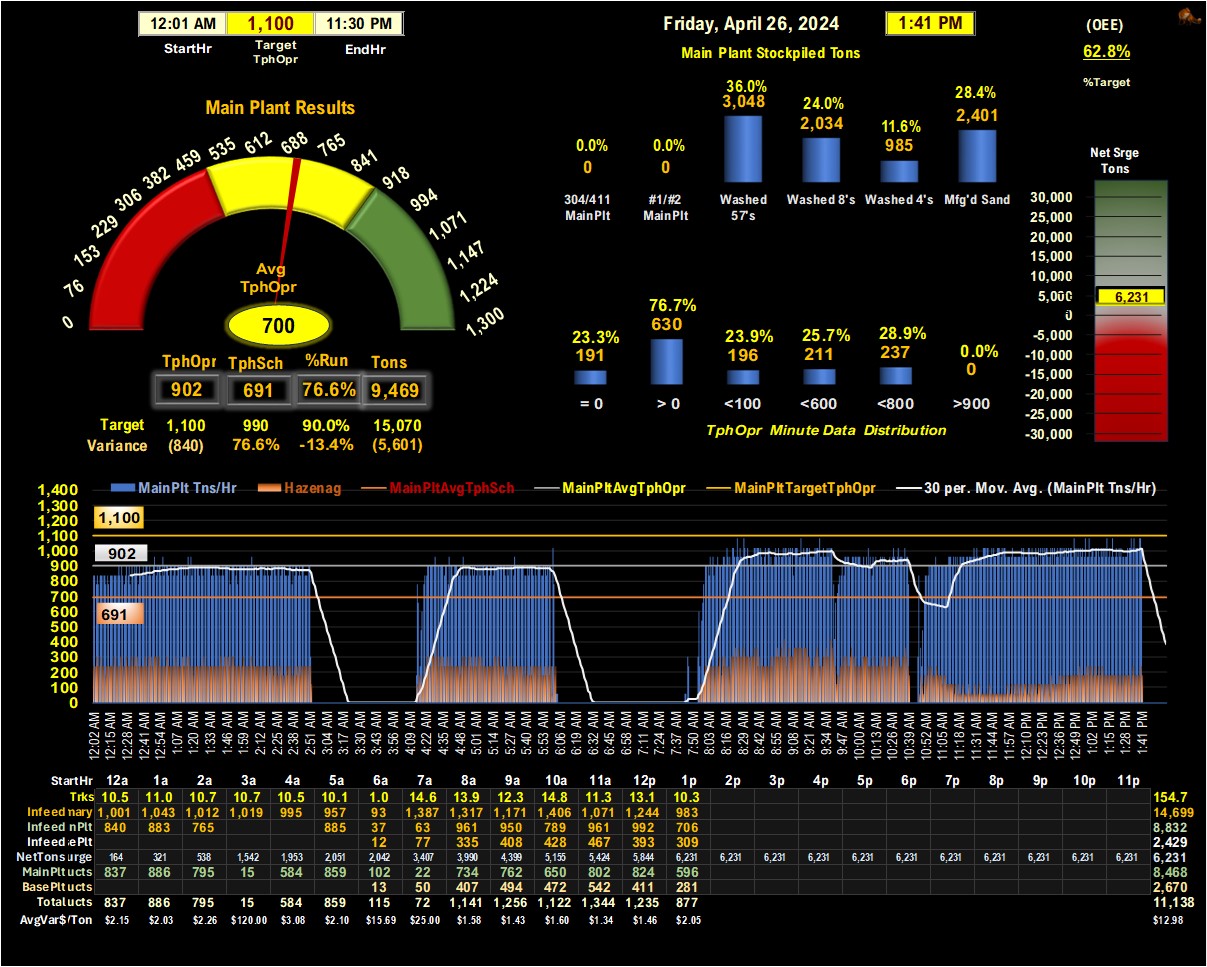 12:01 AM 1,100 11:30 PM
StartHr Target TphOpr EndHr
Friday, April 26, 2024 1:41 PM
(OEE)
62.8%
%Target
Main Plant Stockpiled Tons
36.0% 24.0% 11.6% 28.4%
3,048 2,034 985 2,401
0.0% 0.0%
0 0
304/411 #1/#2 Washed Washed 8's Washed 4's Mfg'd Sand
MainPlt MainPlt 57's
Main Plant Results
0 76 153 229 306 382 459 535 612 688 765 841 918 994 1,071 1,147 1,224 1,300
Avg
TphOpr
700
TphOpr TphSch %Run Tons
902 691 76.6% 9,469
Target 1,100 990 90.0% 15,070
Variance (840) 76.6% -13.4% (5,601)
23.3% 76.7% 23.9% 25.7% 28.9% 0.0%
191 630 196 211 237 0
= 0 > 0 <100 <600 <800 >900
TphOpr Minute Data Distribution
Net Srge
Tons
30,000
25,000
20,000
15,000
10,000
5,000
0
-5,000
-10,000
-15,000
-20,000
-25,000
-30,000
6,231
MainPlt Tns/Hr Hazenag MainPltAvgTphSch MainPltAvgTphOpr MainPltTargetTphOpr 30 per. Mov. Avg. (MainPlt Tns/Hr)
1,400
1,300
1,200
1,100
1,000
900
800
700
600
500
400
300
200
100
0
1,100
902
691
12:02 AM 12:15 AM 12:28 AM 12:41 AM 12:54 AM 1:07 AM 1:20 AM 1:33 AM 1:46 AM 1:59 AM 2:12 AM 2:25 AM 2:38 AM 2:51 AM 3:04 AM 3:17 AM 3:30 AM 3:43 AM 3:56 AM 4:09 AM 4:22 AM 4:35 AM 4:48 AM 5:01 AM 5:14 AM 5:27 AM 5:40 AM 5:53 AM 6:06 AM 6:19 AM 6:32 AM 6:45 AM 6:58 AM 7:11 AM 7:24 AM 7:37 AM 7:50 AM 8:03 AM 8:16 AM 8:29 AM 8:42 AM 8:55 AM 9:08 AM 9:21 AM 9:34 AM 9:47 AM 10:00 AM 10:13 AM 10:26 AM 10:39 AM 10:52 AM 11:05 AM 11:18 AM 11:31 AM 11:44 AM 11:57 AM 12:10 PM 12:23 PM 12:36 PM 12:49 PM 1:02 PM 1:15 PM 1:28 PM 1:41 PM
StartHr 12a 1a 2a 3a 4a 5a 6a 7a 8a 9a 10a 11a 12p 1p 2p 3p 4p 5p 6p 7p 8p 9p 10p 11p
Trks 10.5 11.0 10.7 10.7 10.5 10.1 1.0 14.6 13.9 12.3 14.8 11.3 13.1 10.3 154.7
Infeed mary 1,001 1,043 1,012 1,019 995 957 93 1,387 1,317 1,171 1,406 1,071 1,244 983 14,699
Infeed nPlt 840 883 765 885 37 63 961 950 789 961 992 706 8,832
Infeed ePlt 12 77 335 408 428 467 393 309 2,429
NetTons urge 164 321 538 1,542 1,953 2,051 2,042 3,407 3,990 4,399 5,155 5,424 5,844 6,231 6,231 6,231 6,231 6,231 6,231 6,231 6,231 6,231 6,231 6,231 6,231
MainPlt ucts 837 886 795 15 584 859 102 22 734 762 650 802 824 596 8,468
BasePlt ucts 13 50 407 494 472 542 411 281 2,670
Total ucts 837 886 795 15 584 859 115 72 1,141 1,256 1,122 1,344 1,235 877 11,138
AvgVar$/Ton $2.15 $2.03 $2.26 $120.00 $3.08 $2.10 $15.69 $25.00 $1.58 $1.43 $1.60 $1.34 $1.46 $2.05 $12.98